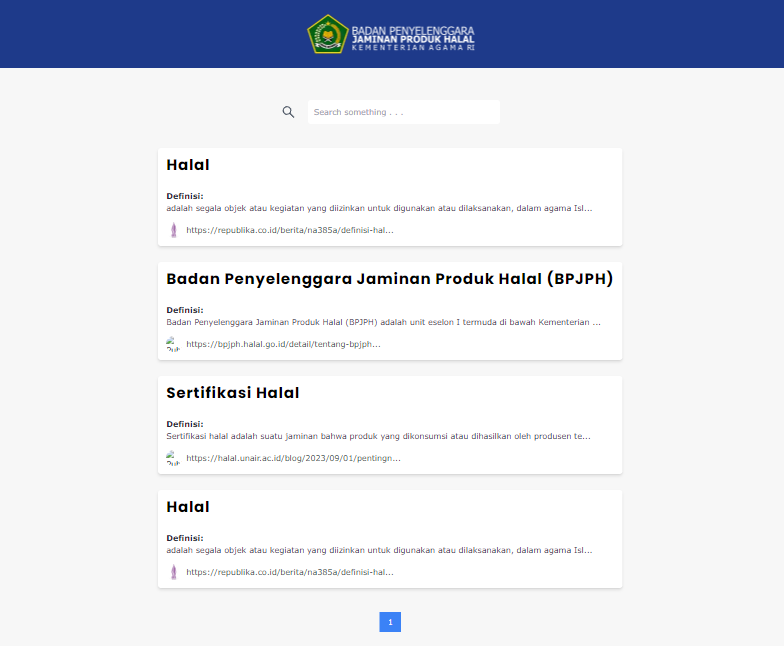 BADAN PENYELENGGARA
JAMINAN PRODUK HALAL
KEMENTERIAN AGAMA RI
Search something . . .
Halal
Definisi:
adalah segala objek atau kegiatan yang diizinkan untuk digunakan atau dilaksanakan, dalam agama Isl...
https://republika.co.id/berita/na385a/definisi-hal...
Badan Penyelenggara Jaminan Produk Halal (BPJPH)
Definisi:
Badan Penyelenggara Jaminan Produk Halal (BPJPH) adalah unit eselon I termuda di bawah Kementerian ...
https://bpjph.halal.go.id/detail/tentang-bpjph...
Sertifikasi Halal
Definisi:
Sertifikasi halal adalah suatu jaminan bahwa produk yang dikonsumsi atau dihasilkan oleh produsen te...
https://halal.unair.ac.id/blog/2023/09/01/pentingn...
Halal
Definisi:
adalah segala objek atau kegiatan yang diizinkan untuk digunakan atau dilaksanakan, dalam agama Isl...
https://republika.co.id/berita/na385a/definisi-hal...
1